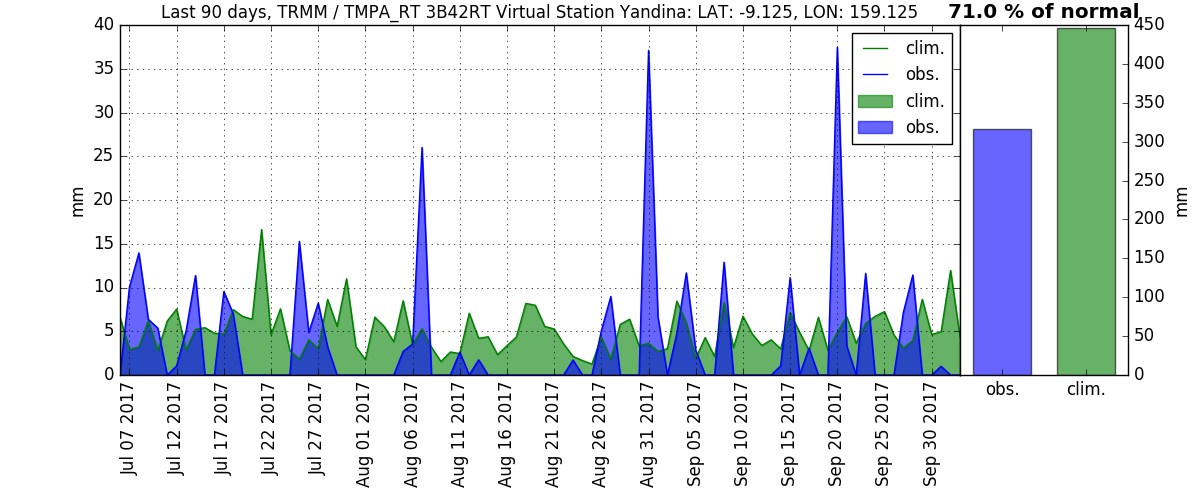 Last 90 days, TRMM / TMPA_RT 3B42RT Virtual Station Yandina: LAT: -9.125, LON: 159.125
71.0 % of normal
40
35
30
25
20
15
10
5
0
mm
clim.
obs.
clim.
obs.
450
400
350
300
250
200
150
100
50
0
mm
obs.
clim.
Jul 07 2017
Jul 12 2017
Jul 17 2017
Jul 22 2017
Jul 27 2017
Aug 01 2017
Aug 06 2017
Aug 11 2017
Aug 16 2017
Aug 21 2017
Aug 26 2017
Aug 31 2017
Sep 05 2017
Sep 10 2017
Sep 15 2017
Sep 20 2017
Sep 25 2017
Sep 30 2017